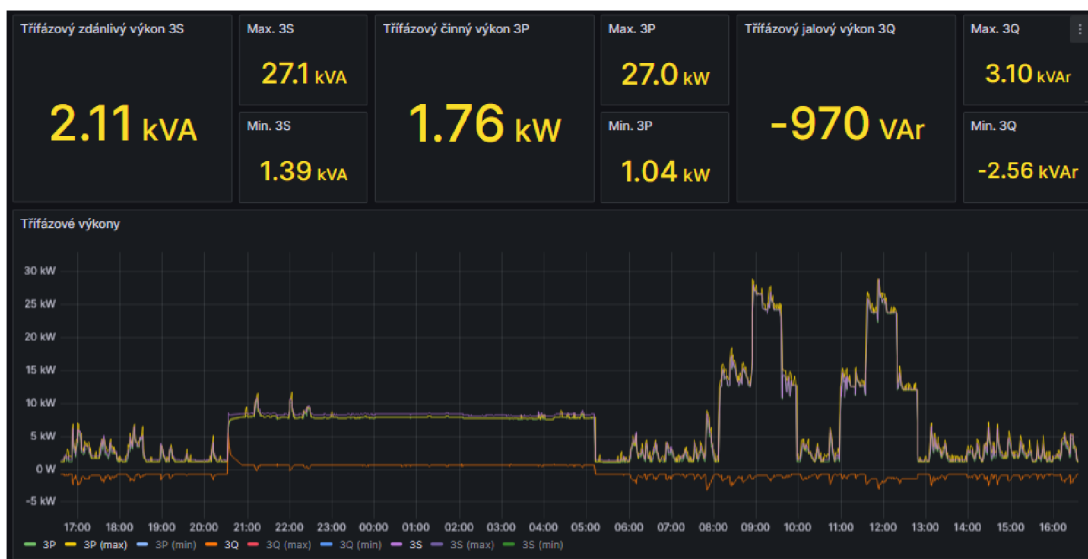 Třífázový zdánlivý výkon 3S
2.11 kVA
Max. 3S
27.1 kVA
Min. 3S
1.39 kVA
Třífázový činný výkon 3P
1.76 kW
Max. 3P
27.0 kW
Min. 3P
1.04 kW
Třífázový jalový výkon 3Q
-970 VAr
Max. 3Q
3.10 kVAr
Min. 3Q
-2.56 kVAr
Třífázové výkony
30 kW
25 kW
20 kW
15 kW
10 kW
5 kW
0 W
-5 kW
17:00 18:00 19:00 20:00 21:00 22:00 23:00 00:00 01:00 02:00 03:00 04:00 05:00 06:00 07:00 08:00 09:00 10:00 11:00 12:00 13:00 14:00 15:00 16:00
3P 3P (max) 3P (min) 3Q 3Q (max) 3Q (min) 3S 3S (max) 3S (min)